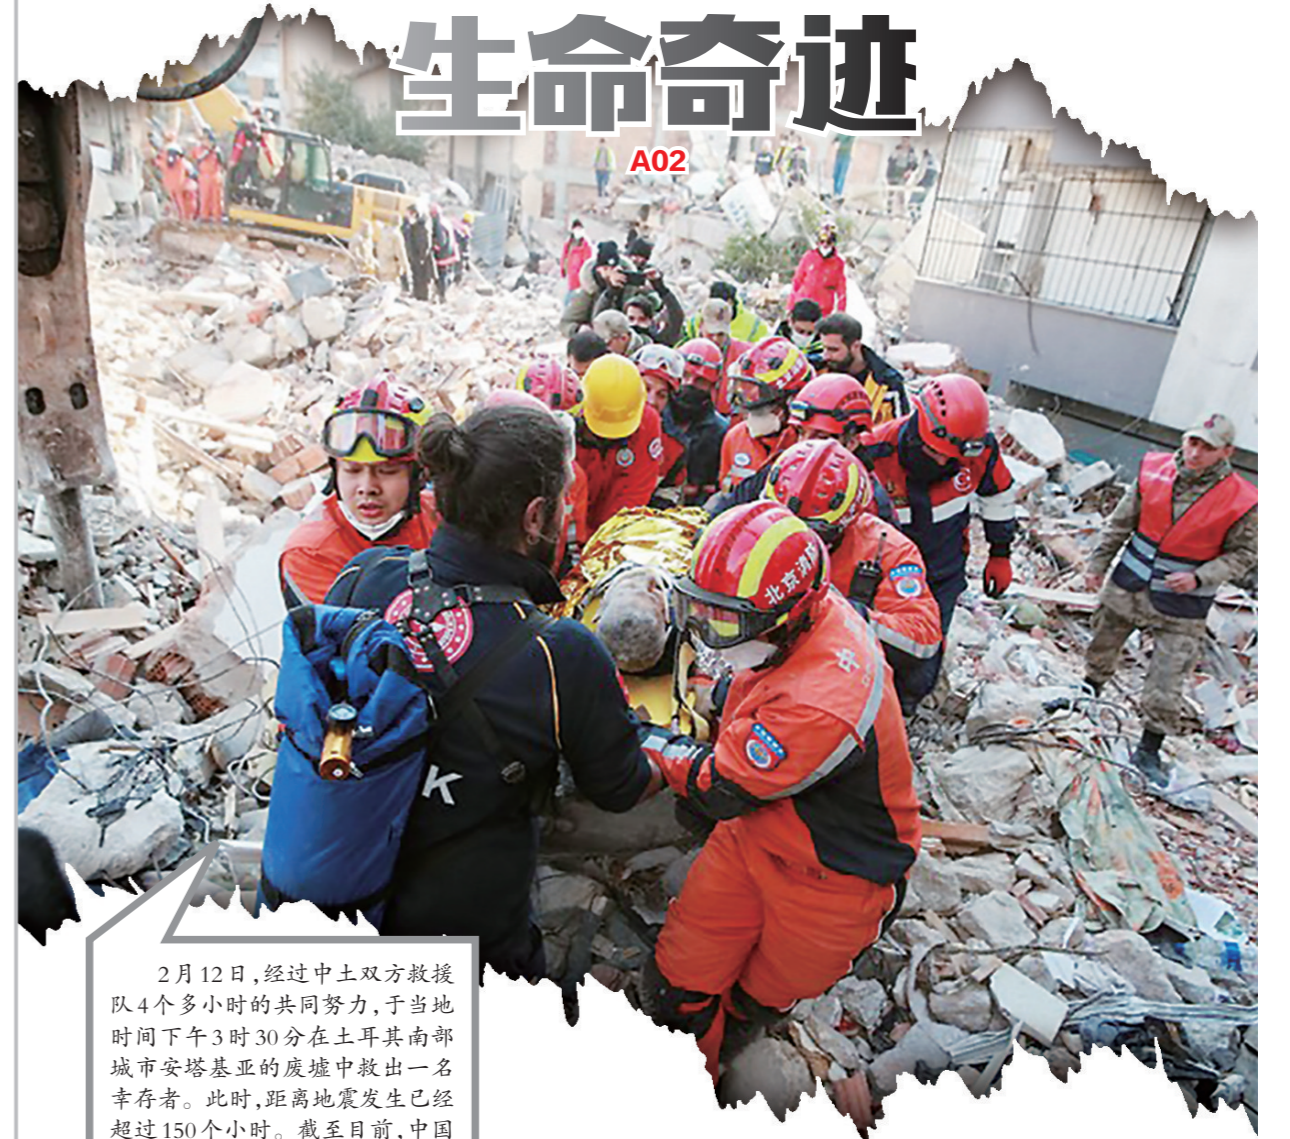 生命奇迹
A02
北京消防
中
K
2月12日,经过中土双方救援
队4个多小时的共同努力,于当地
时间下午3时30分在土耳其南部
城市安塔基亚的废墟中救出一名
幸存者。此时,距离地震发生已经
超过150个小时。截至目前,中国